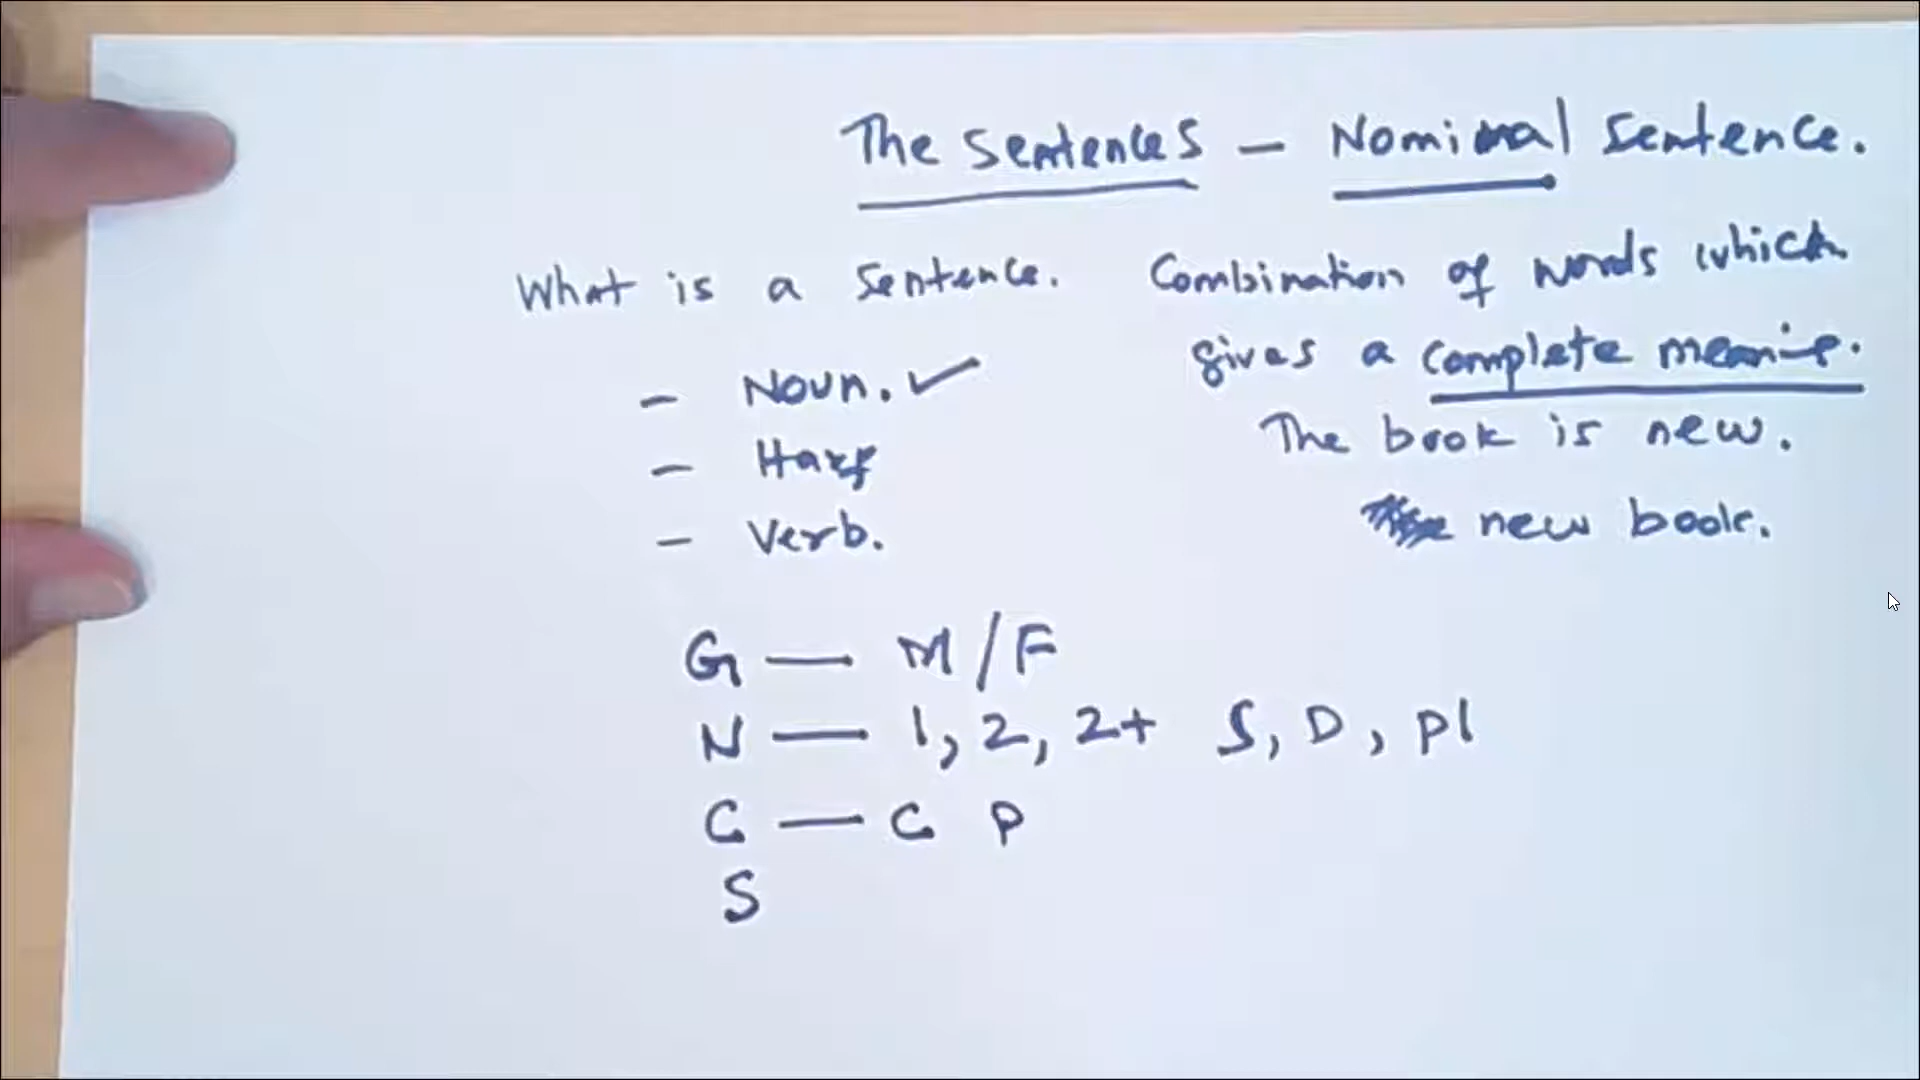 The Sentences - Nominal Sentence.
What is a Sentence. Combination of words which
gives a complete meaning.
- Noun. ✓
The book is new.
- Harf
new book.
- Verb.
G — M/F
N — 1, 2, 2+ S, D, Pl
C — C P
S